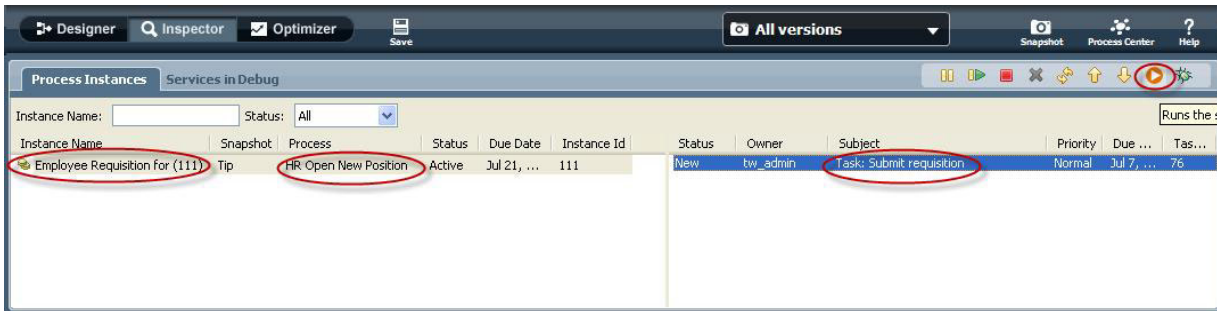 Designer Inspector Optimizer Save All versions Snapshot Process Center Help
Process Instances Services in Debug
Instance Name: Status: All Runs the s
Instance Name Snapshot Process Status Due Date Instance Id Status Owner Subject Priority Due ... Tas...
Employee Requisition for (111) Tip HR Open New Position Active Jul 21, ... 111 New tw_admin Task: Submit requisition Normal Jul 7, ... 76